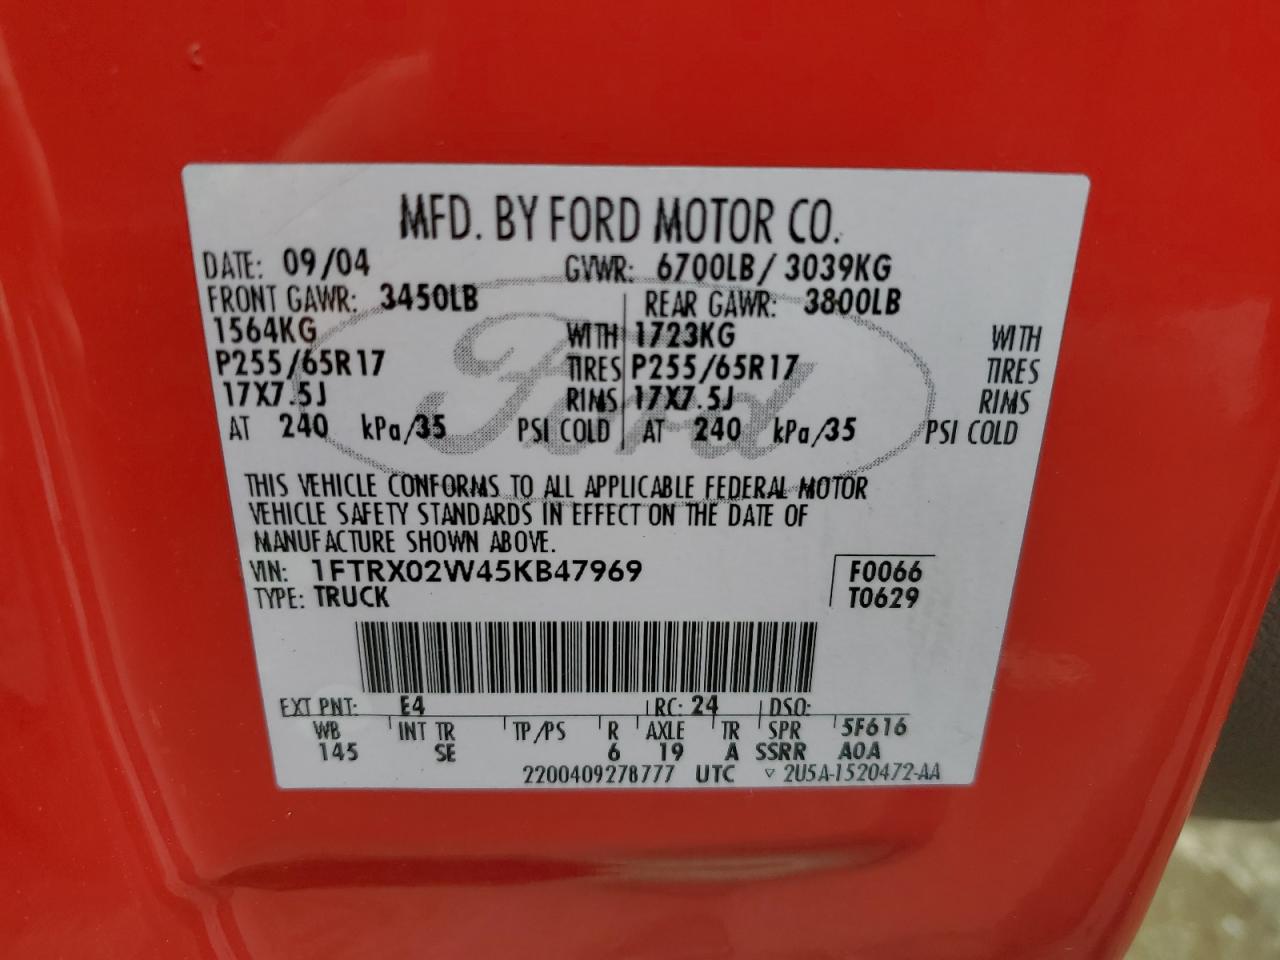 MFD. BY FORD MOTOR CO.
DATE: 09/04 GVWR: 6700LB/ 3039KG
FRONT GAWR: 3450LB REAR GAWR: 3800LB
1564KG WITH 1723KG WITH
P255/65R17 TIRES P255/65R17 TIRES
17X7.5J RIMS 17X7.5J RIMS
AT 240 kPa/35 PSI COLD AT 240 kPa/35 PSI COLD
Ford
THIS VEHICLE CONFORMS TO ALL APPLICABLE FEDERAL MOTOR
VEHICLE SAFETY STANDARDS IN EFFECT ON THE DATE OF
MANUFACTURE SHOWN ABOVE.
VIN: 1FTRX02W45KB47969 F0066
TYPE: TRUCK T0629
EXT PNT: E4 RC: 24 DSO:
WB INT TR TP/PS R AXLE TR SPR 5F616
145 SE 6 19 A SSRR A0A
2200409278777 UTC ▽ 2U5A-1520472-AA